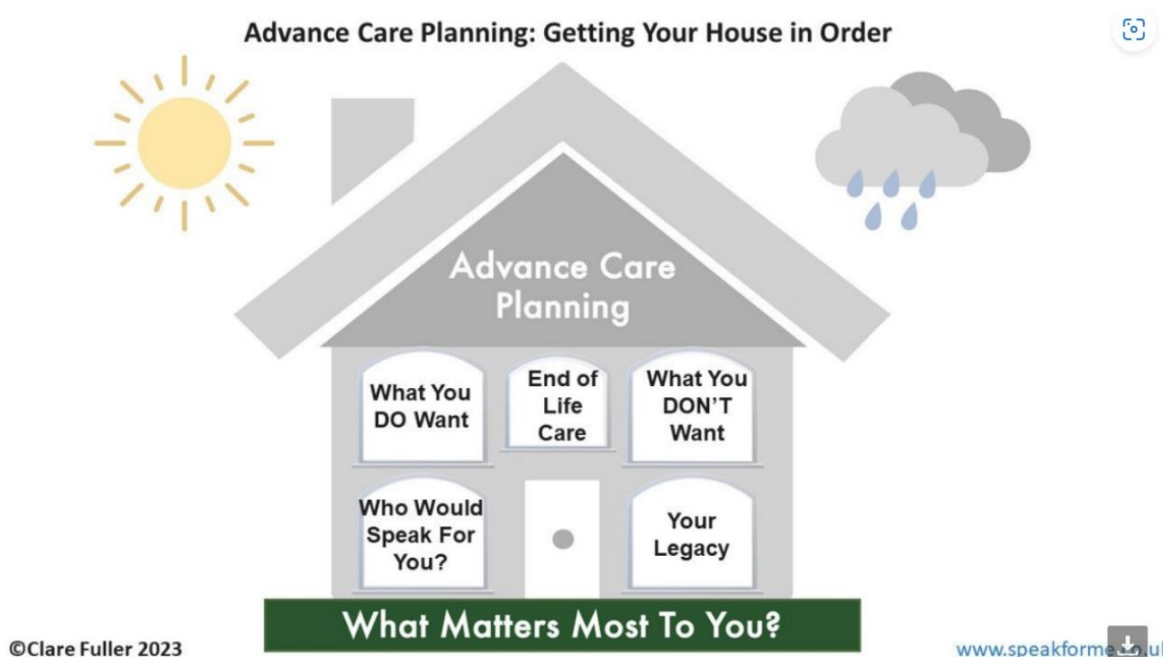 Advance Care Planning: Getting Your House in Order
Advance Care
Planning
What You
DO Want
End of
Life
Care
What You
DON'T
Want
Who Would
Speak For
You?
Your
Legacy
What Matters Most To You?
©Clare Fuller 2023